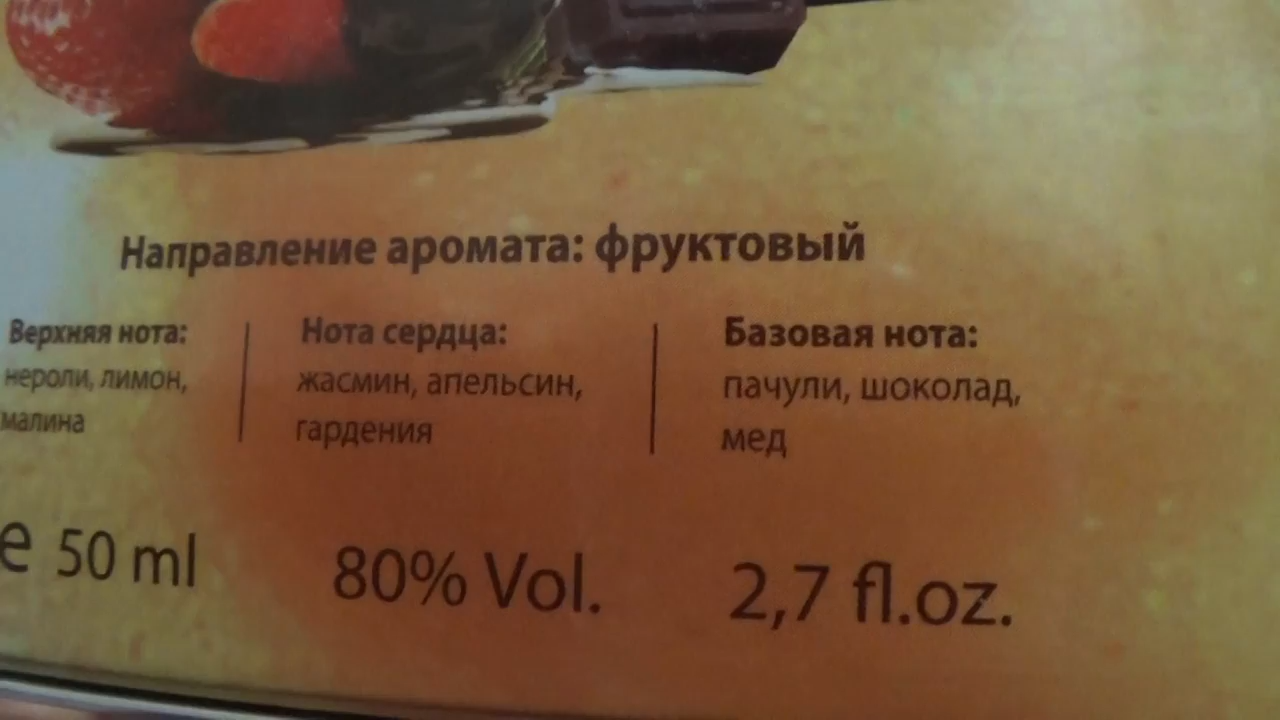 Направление аромата: фруктовый
Верхняя нота:
нероли, лимон,
малина
Нота сердца:
жасмин, апельсин,
гардения
Базовая нота:
пачули, шоколад,
мед
e 50 ml
80% Vol.
2,7 fl.oz.